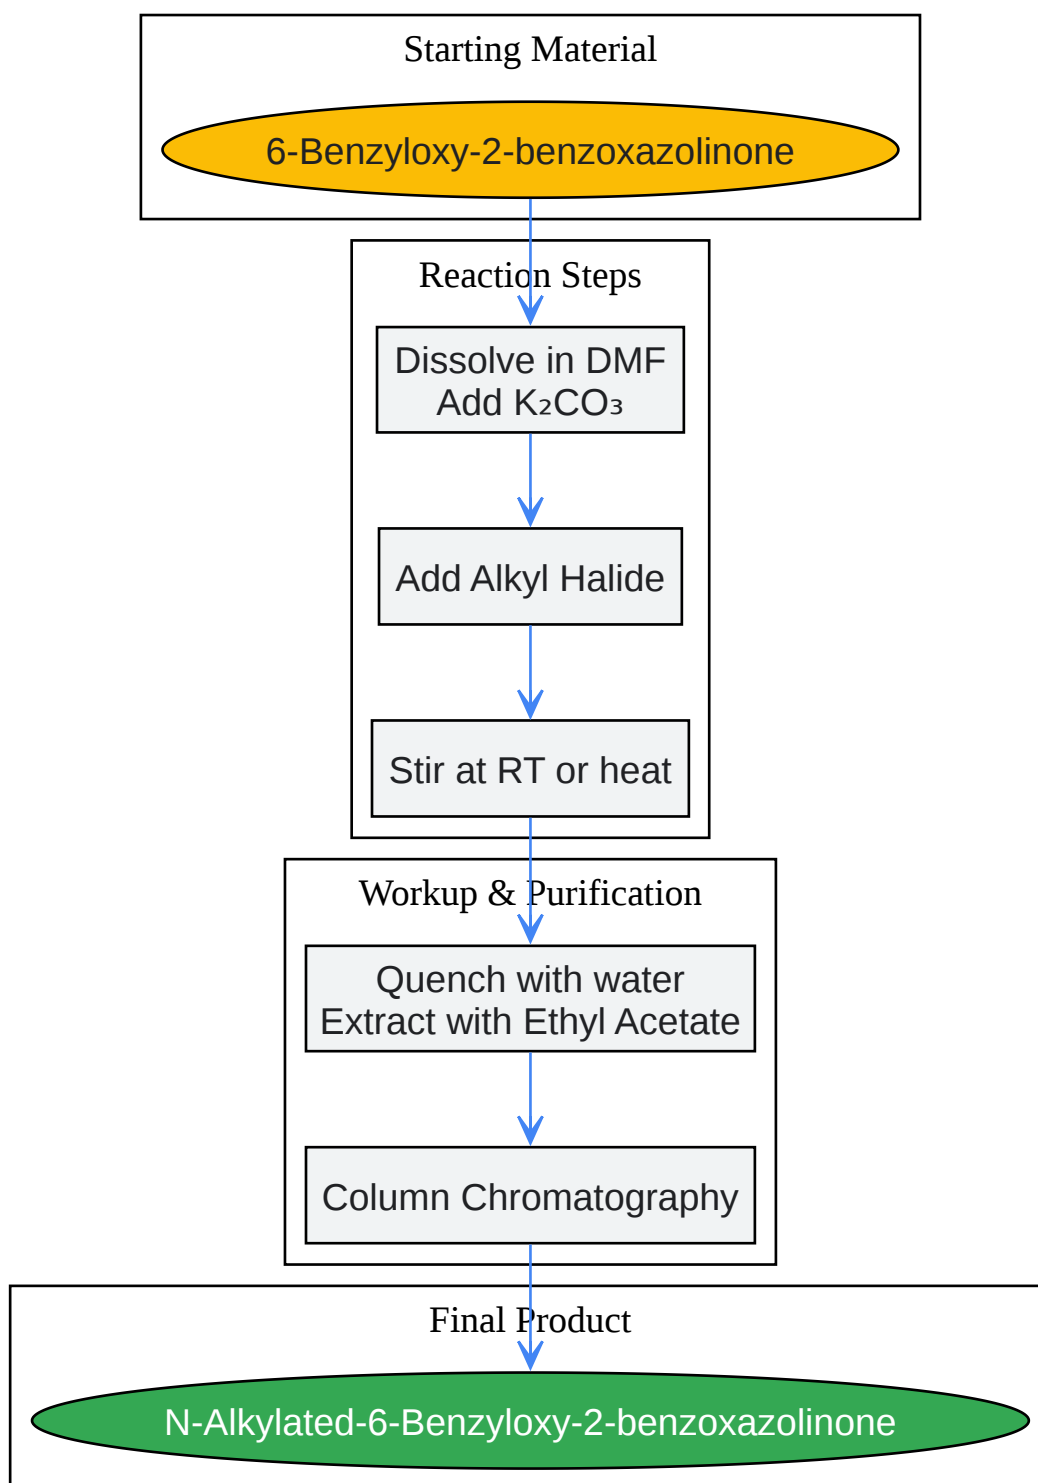 Starting Material
6-Benzyloxy-2-benzoxazolinone
Reaction Steps
Dissolve in DMF
Add K₂CO₃
Add Alkyl Halide
Stir at RT or heat
Workup & Purification
Quench with water
Extract with Ethyl Acetate
Column Chromatography
Final Product
N-Alkylated-6-Benzyloxy-2-benzoxazolinone